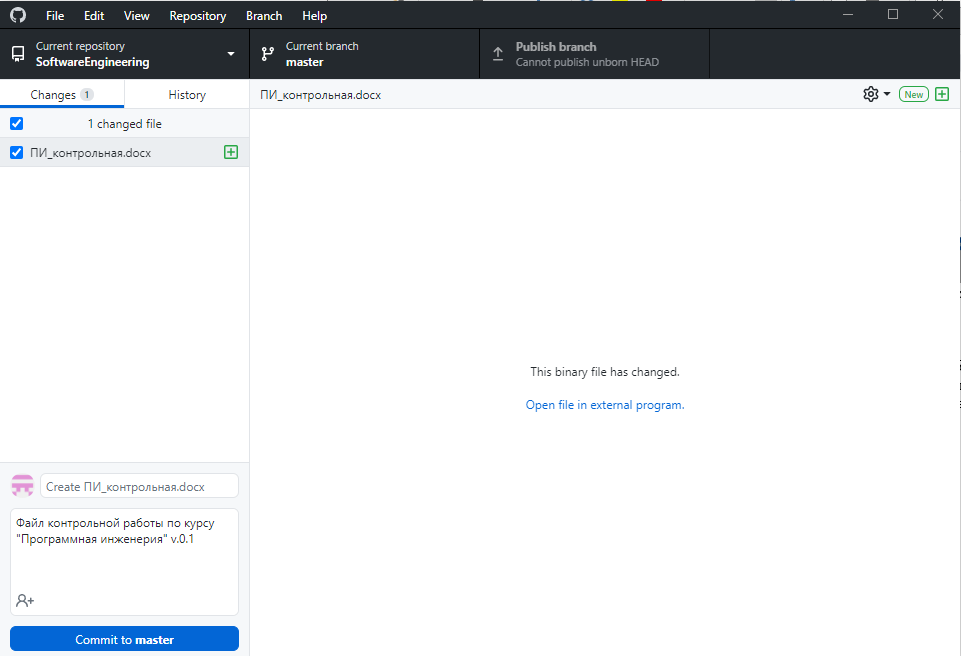 File Edit View Repository Branch Help
Current repository
SoftwareEngineering
Current branch
master
Publish branch
Cannot publish unborn HEAD
Changes 1
History
ПИ_контрольная.docx
New
1 changed file
ПИ_контрольная.docx
This binary file has changed.
Open file in external program.
Create ПИ_контрольная.docx
Файл контрольной работы по курсу
"Программная инженерия" v.0.1
Commit to master